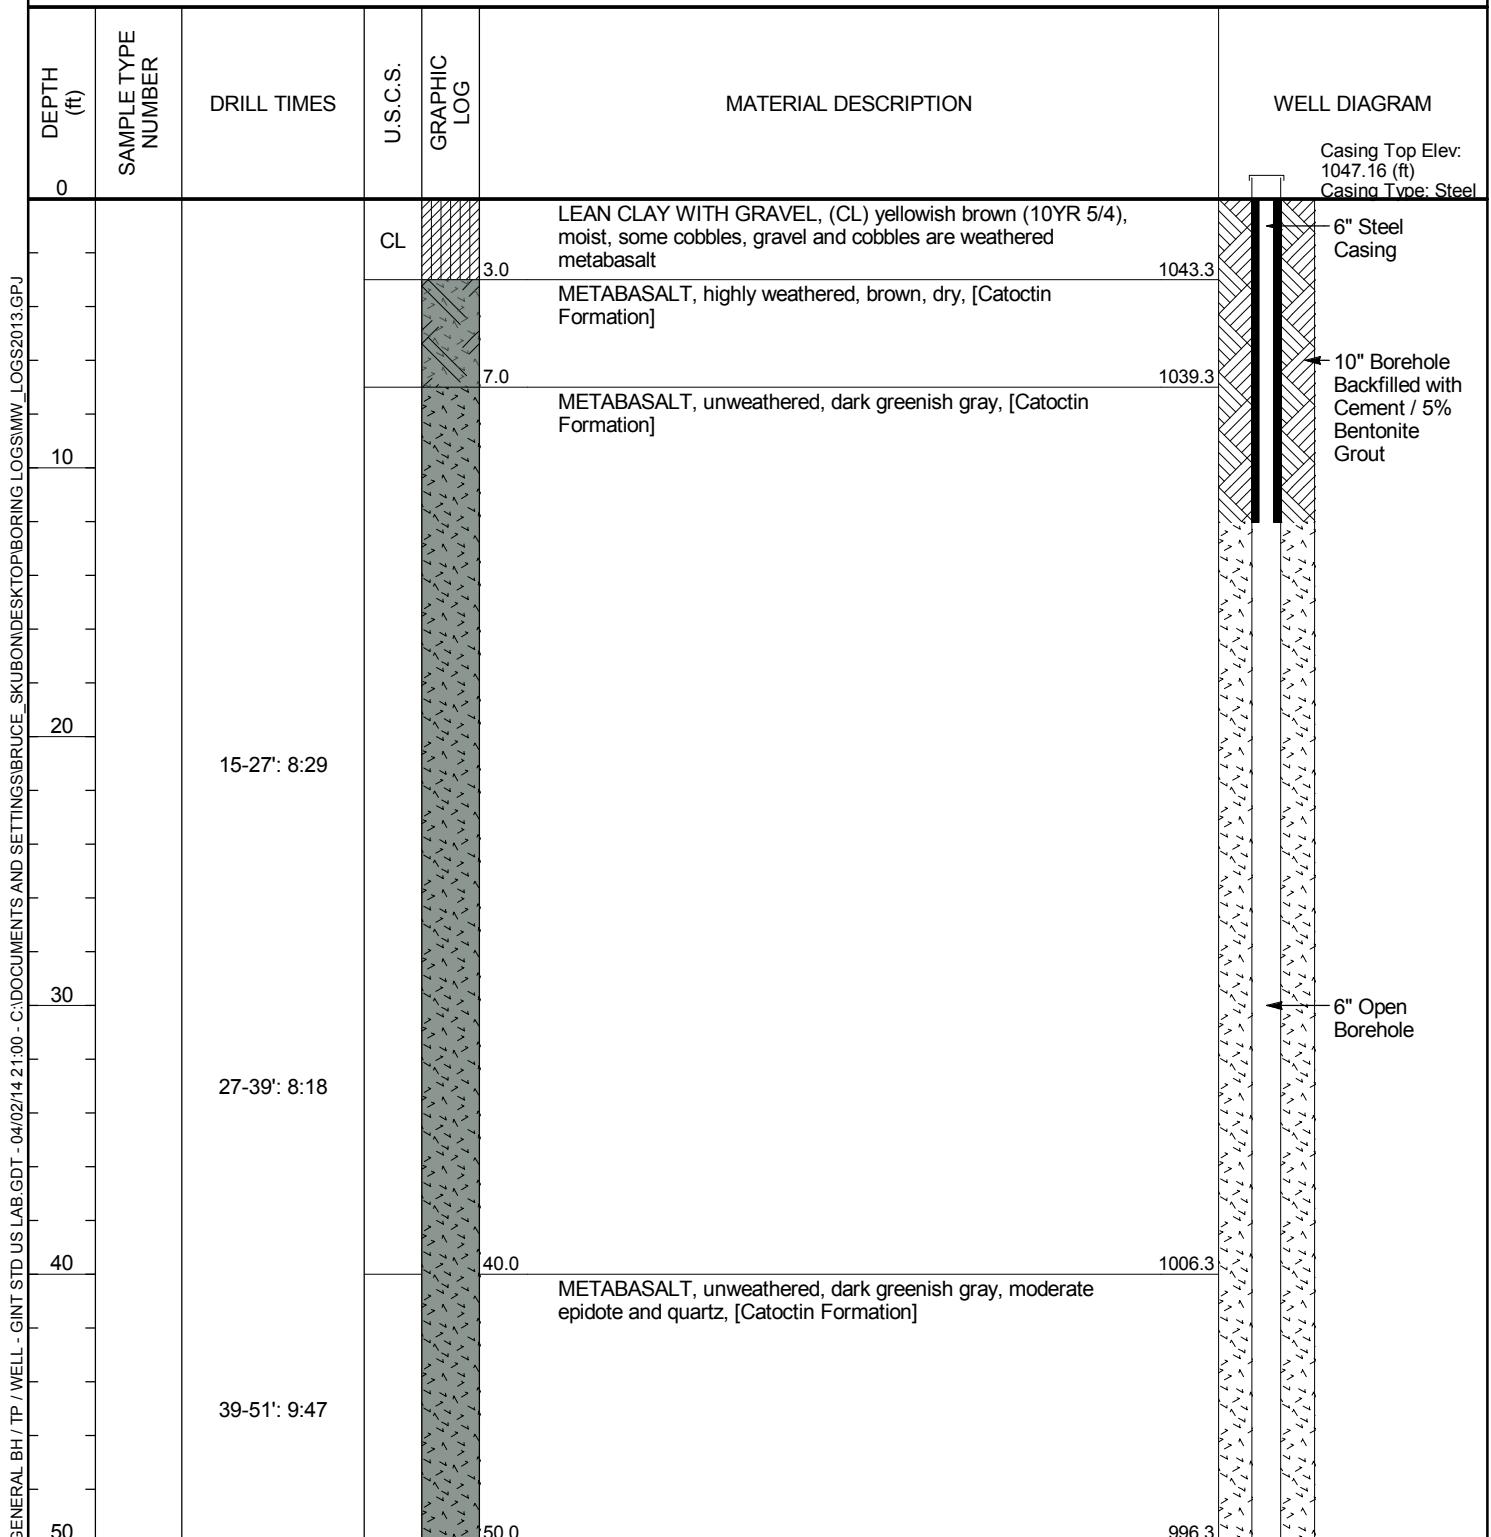 DEPTH
(ft)
SAMPLE TYPE
NUMBER
DRILL TIMES
U.S.C.S.
GRAPHIC
LOG
MATERIAL DESCRIPTION
WELL DIAGRAM
Casing Top Elev:
1047.16 (ft)
Casing Type: Steel
0
LEAN CLAY WITH GRAVEL, (CL) yellowish brown (10YR 5/4),
moist, some cobbles, gravel and cobbles are weathered
metabasalt
CL
3.0
1043.3
6" Steel
Casing
METABASALT, highly weathered, brown, dry, [Catoctin
Formation]
7.0
1039.3
10" Borehole
Backfilled with
Cement / 5%
Bentonite
Grout
METABASALT, unweathered, dark greenish gray, [Catoctin
Formation]
10
20
15-27': 8:29
30
6" Open
Borehole
27-39': 8:18
40
40.0
1006.3
METABASALT, unweathered, dark greenish gray, moderate
epidote and quartz, [Catoctin Formation]
39-51': 9:47
50
50.0
996.3
GENERAL BH / TP / WELL - GINT STD US LAB.GDT - 04/02/14 21:00 - C:\DOCUMENTS AND SETTINGS\BRUCE_SKUBON\DESKTOP\BORING LOGS\MW_LOGS2013.GPJ